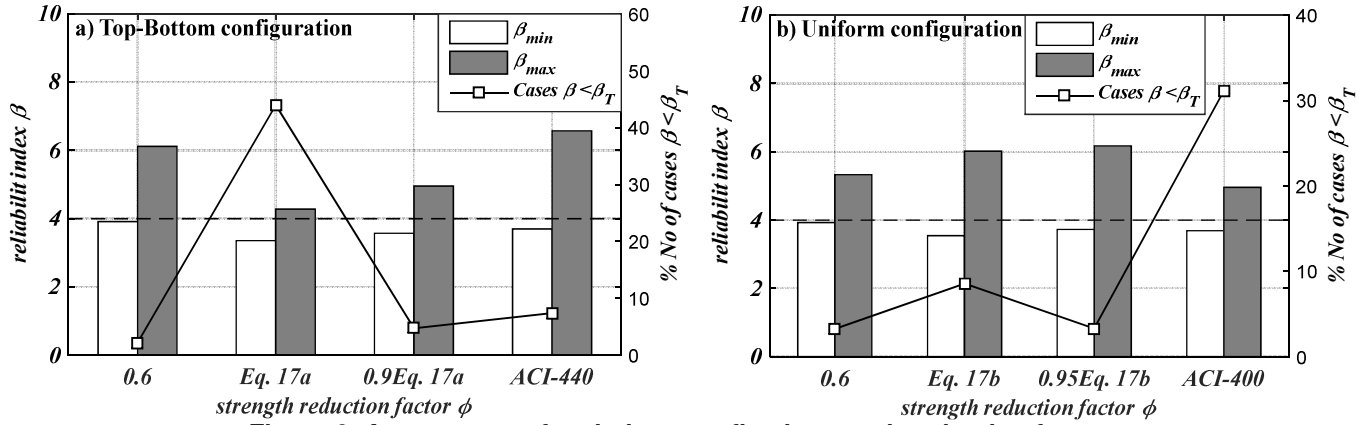 a) Top-Bottom configuration
β_min
β_max
Cases β<β_T
reliabilit index β
10
8
6
4
2
0
60
50
40
30
20
10
0
% No of cases β<β_T
0.6 Eq. 17a 0.9Eq. 17a ACI-440
strength reduction factor ϕ
b) Uniform configuration
β_min
β_max
Cases β<β_T
reliabilit index β
10
8
6
4
2
0
40
30
20
10
0
% No of cases β<β_T
0.6 Eq. 17b 0.95Eq. 17b ACI-400
strength reduction factor ϕ